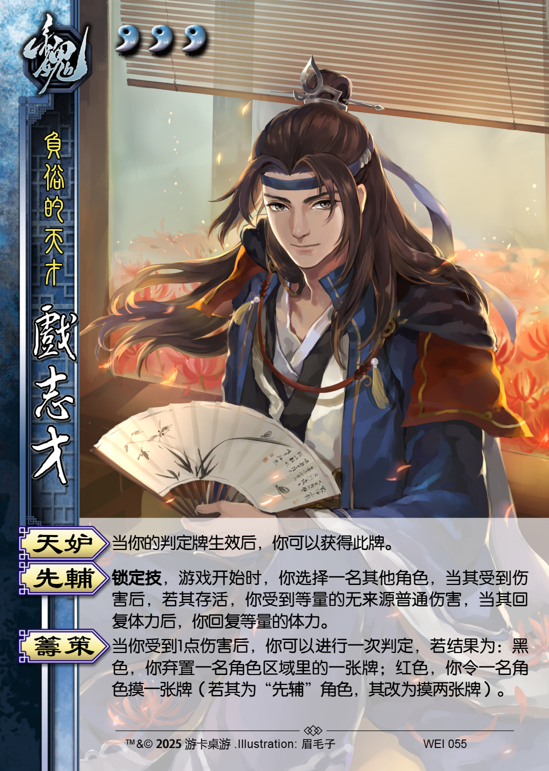 魏
負俗的天才
戲志才
天妒
当你的判定牌生效后，你可以获得此牌。
先輔
锁定技，游戏开始时，你选择一名其他角色，当其受到伤
害后，若其存活，你受到等量的无来源普通伤害，当其回
复体力后，你回复等量的体力。
籌策
当你受到1点伤害后，你可以进行一次判定，若结果为：黑
色，你弃置一名角色区域里的一张牌；红色，你令一名角
色摸一张牌（若其为“先辅”角色，其改为摸两张牌）。
™&© 2025 游卡桌游 .Illustration: 眉毛子
WEI 055